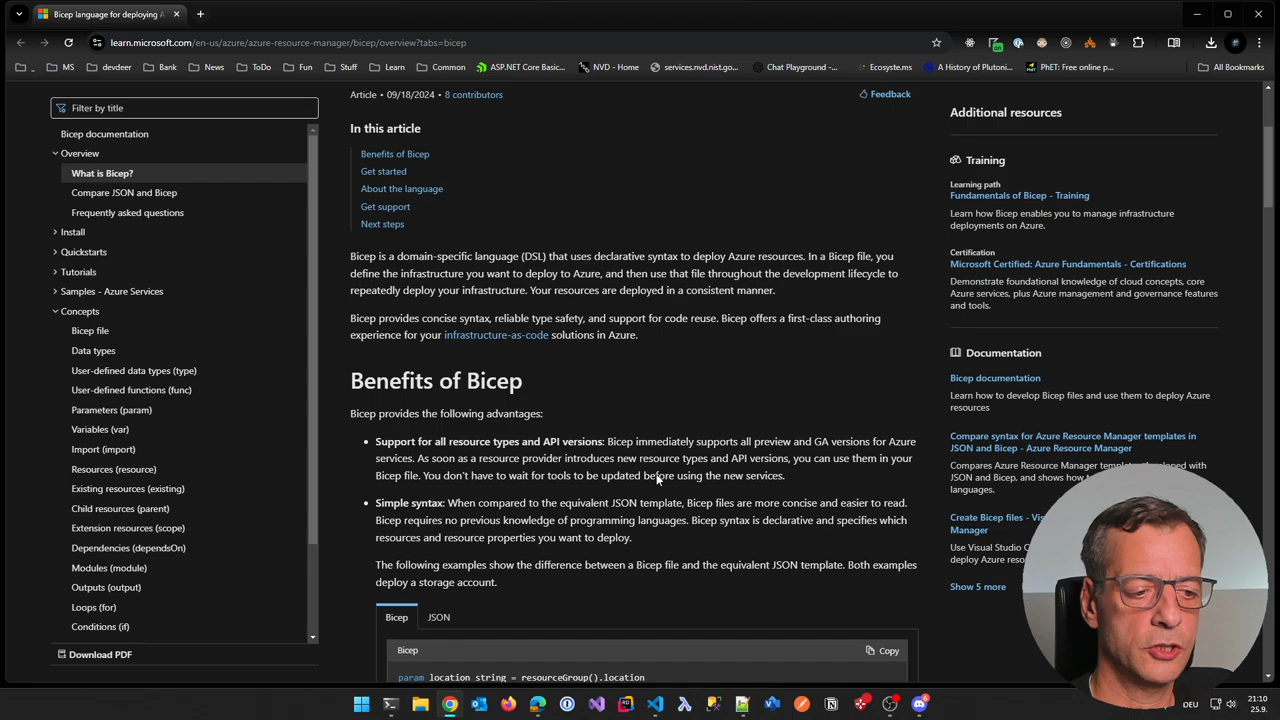 Bicep language for deploying A
learn.microsoft.com/en-us/azure/azure-resource-manager/bicep/overview?tabs=bicep
MS
devdeer
Bank
News
ToDo
Fun
Stuff
Learn
Common
ASP.NET Core Basic...
NVD - Home
services.nvd.nist.go...
Chat Playground -...
Ecosyste.ms
A History of Plutoni...
PhET: Free online p...
All Bookmarks
Filter by title
Bicep documentation
Overview
What is Bicep?
Compare JSON and Bicep
Frequently asked questions
Install
Quickstarts
Tutorials
Samples - Azure Services
Concepts
Bicep file
Data types
User-defined data types (type)
User-defined functions (func)
Parameters (param)
Variables (var)
Import (import)
Resources (resource)
Existing resources (existing)
Child resources (parent)
Extension resources (scope)
Dependencies (dependsOn)
Modules (module)
Outputs (output)
Loops (for)
Conditions (if)
Download PDF
Article • 09/18/2024 • 8 contributors
Feedback
In this article
Benefits of Bicep
Get started
About the language
Get support
Next steps
Bicep is a domain-specific language (DSL) that uses declarative syntax to deploy Azure resources. In a Bicep file, you
define the infrastructure you want to deploy to Azure, and then use that file throughout the development lifecycle to
repeatedly deploy your infrastructure. Your resources are deployed in a consistent manner.
Bicep provides concise syntax, reliable type safety, and support for code reuse. Bicep offers a first-class authoring
experience for your infrastructure-as-code solutions in Azure.
Benefits of Bicep
Bicep provides the following advantages:
• Support for all resource types and API versions: Bicep immediately supports all preview and GA versions for Azure
services. As soon as a resource provider introduces new resource types and API versions, you can use them in your
Bicep file. You don't have to wait for tools to be updated before using the new services.
• Simple syntax: When compared to the equivalent JSON template, Bicep files are more concise and easier to read.
Bicep requires no previous knowledge of programming languages. Bicep syntax is declarative and specifies which
resources and resource properties you want to deploy.
The following examples show the difference between a Bicep file and the equivalent JSON template. Both examples
deploy a storage account.
Bicep
JSON
Bicep
Copy
param location string = resourceGroup().location
Additional resources
Training
Learning path
Fundamentals of Bicep - Training
Learn how Bicep enables you to manage infrastructure
deployments on Azure.
Certification
Microsoft Certified: Azure Fundamentals - Certifications
Demonstrate foundational knowledge of cloud concepts, core
Azure services, plus Azure management and governance features
and tools.
Documentation
Bicep documentation
Learn how to develop Bicep files and use them to deploy Azure
resources
Compare syntax for Azure Resource Manager templates in
JSON and Bicep - Azure Resource Manager
Compares Azure Resource Manager developed with
JSON and Bicep, and shows how
languages.
Create Bicep files -
Manager
Use Visual Studio
deploy Azure
Show 5 more
DEU
21:10
25.9.